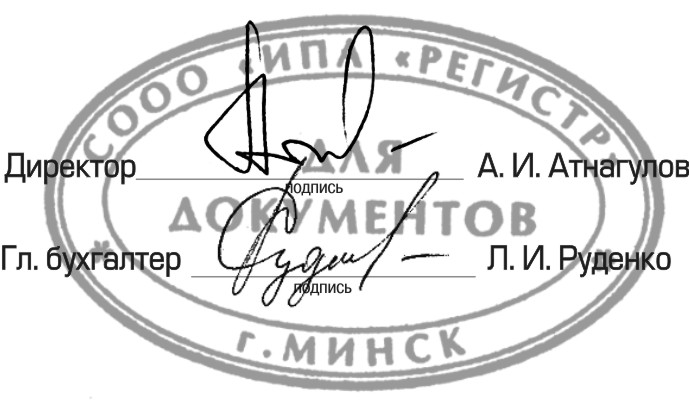 СООО «ИПА «РЕГИСТР»
Директор А. И. Атнагулов
подпись
ДЛЯ
ДОКУМЕНТОВ
Гл. бухгалтер Л. И. Руденко
подпись
г. МИНСК